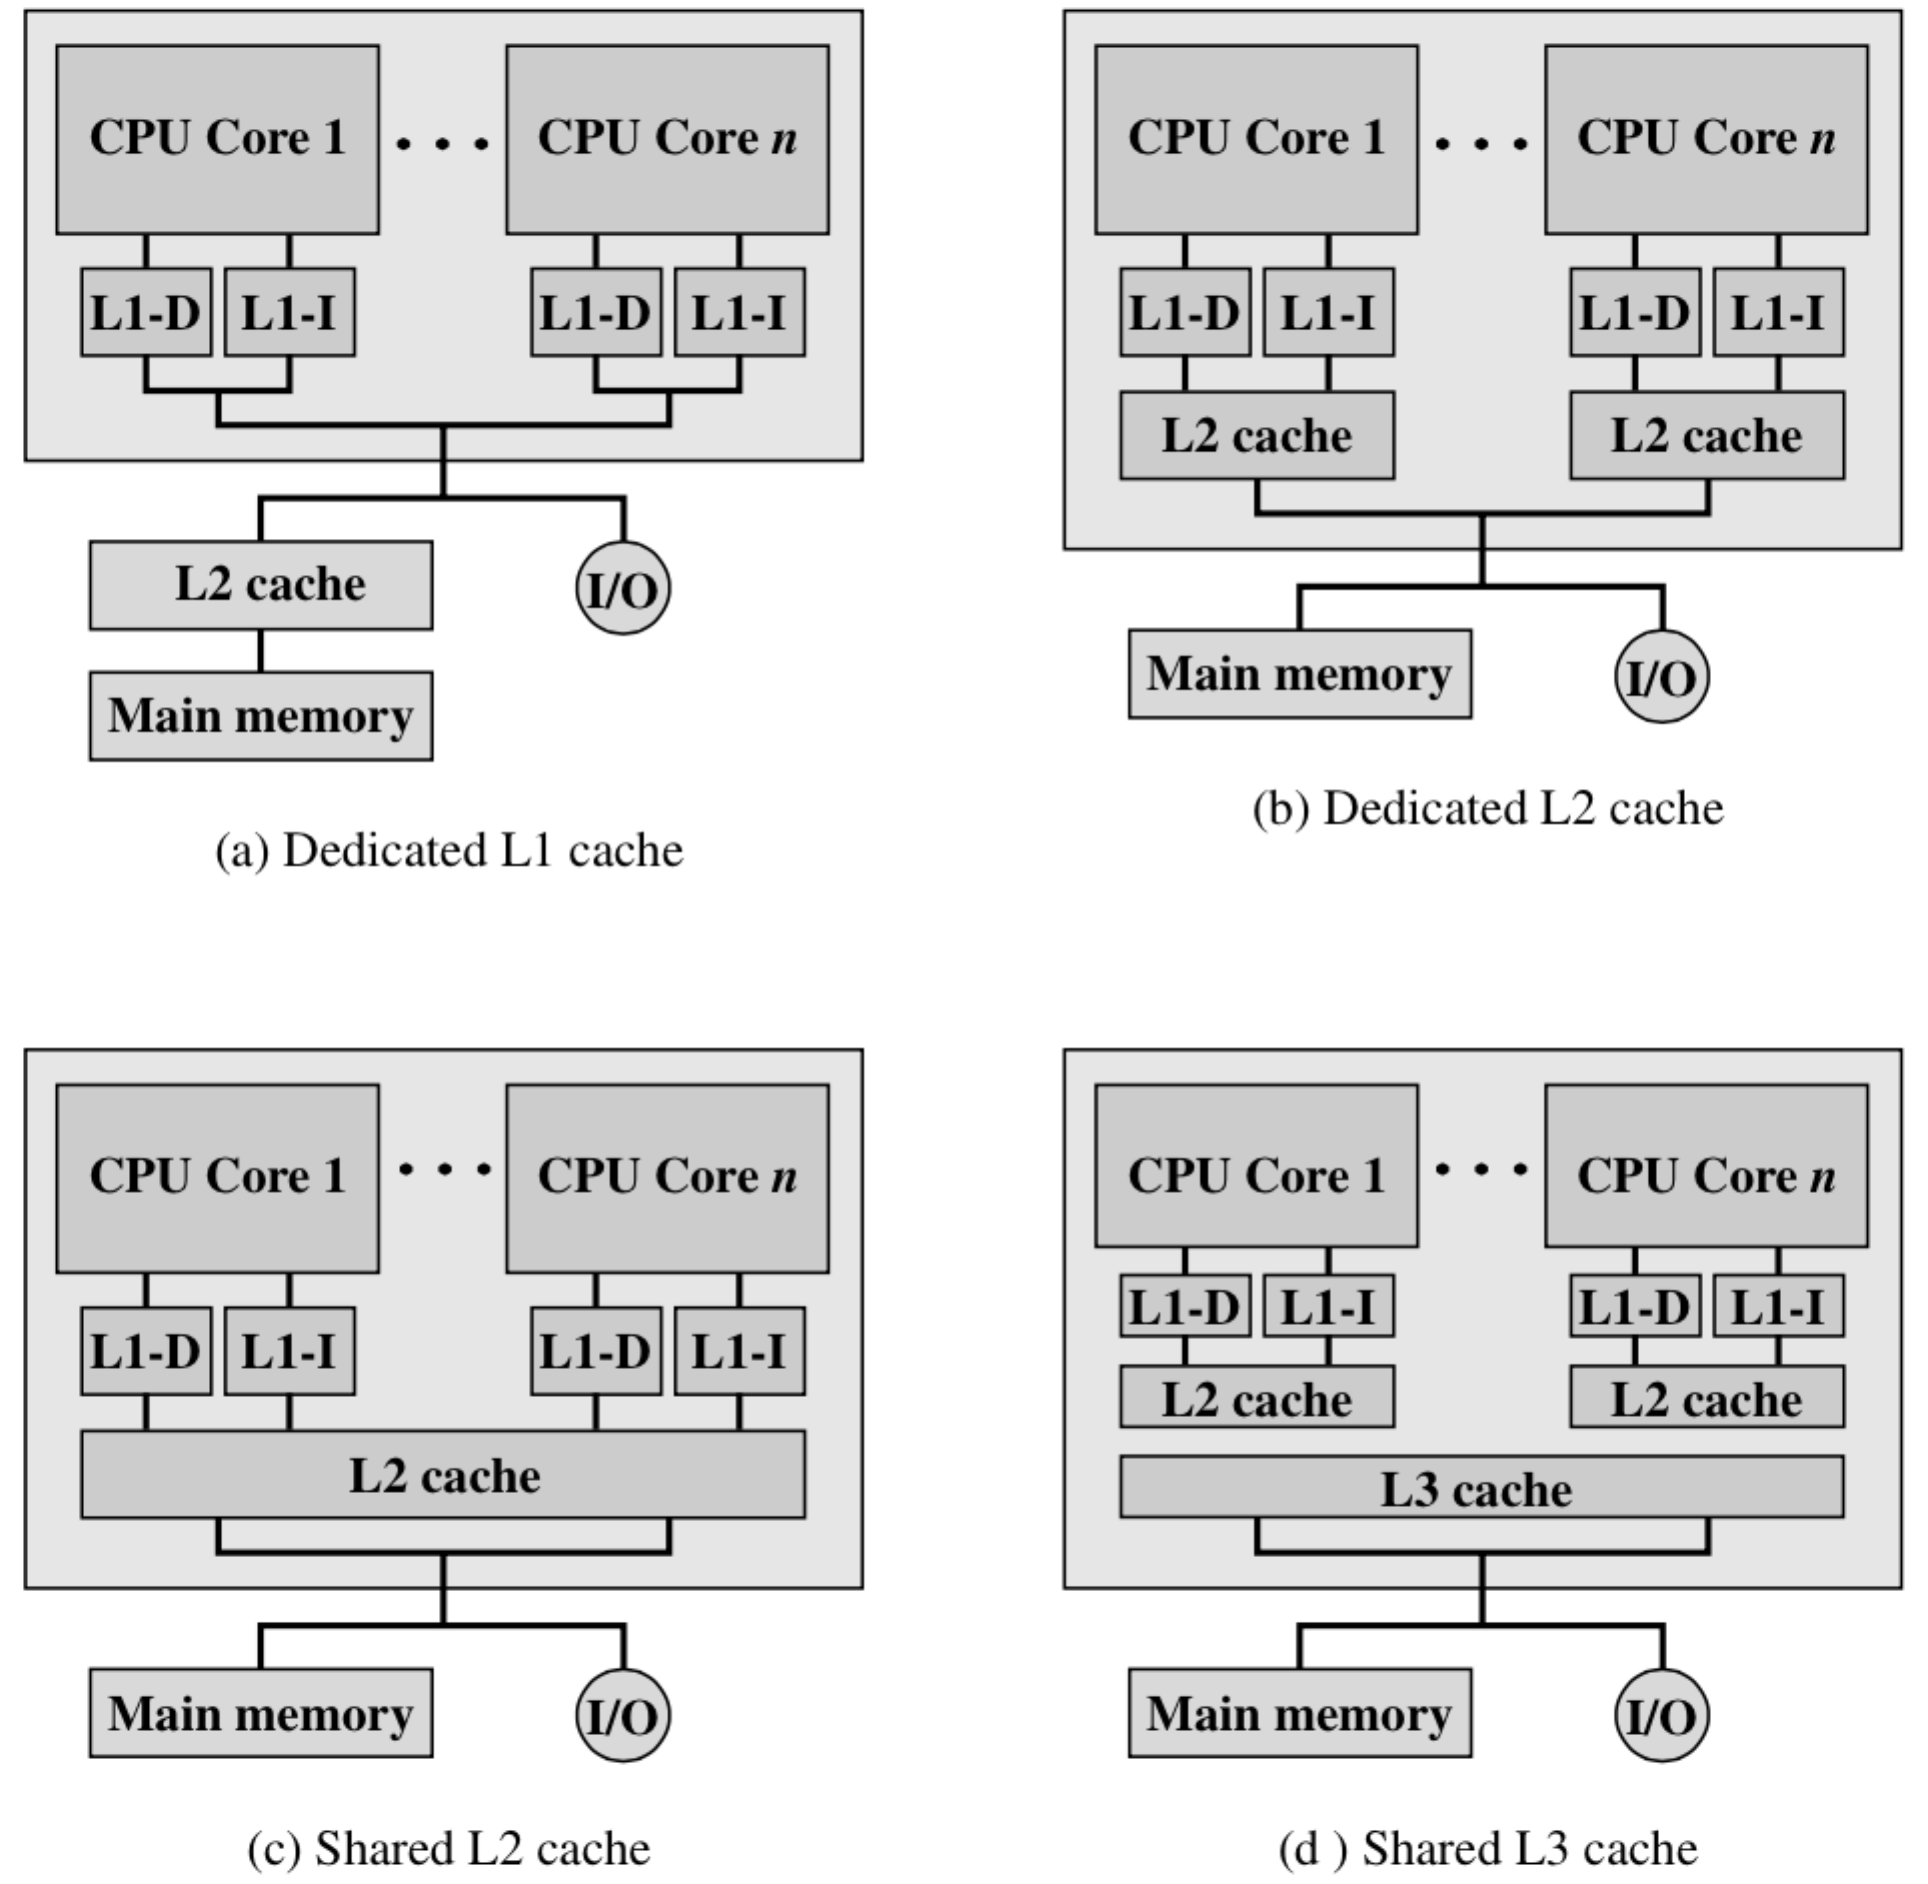 CPU Core 1 • • • CPU Core n
L1-D L1-I L1-D L1-I
L2 cache I/O
Main memory
(a) Dedicated L1 cache
CPU Core 1 • • • CPU Core n
L1-D L1-I L1-D L1-I
L2 cache L2 cache
Main memory I/O
(b) Dedicated L2 cache
CPU Core 1 • • • CPU Core n
L1-D L1-I L1-D L1-I
L2 cache
Main memory I/O
(c) Shared L2 cache
CPU Core 1 • • • CPU Core n
L1-D L1-I L1-D L1-I
L2 cache L2 cache
L3 cache
Main memory I/O
(d ) Shared L3 cache